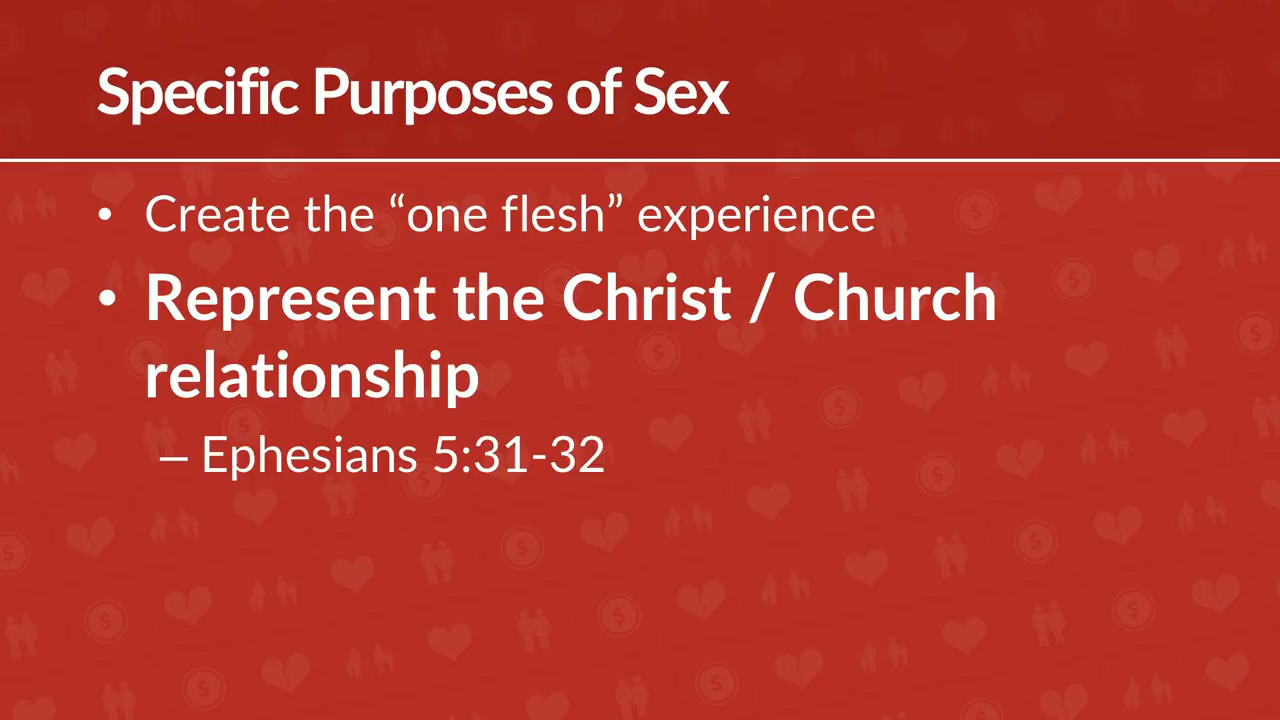 Specific Purposes of Sex
• Create the “one flesh” experience
• Represent the Christ / Church
relationship
– Ephesians 5:31-32